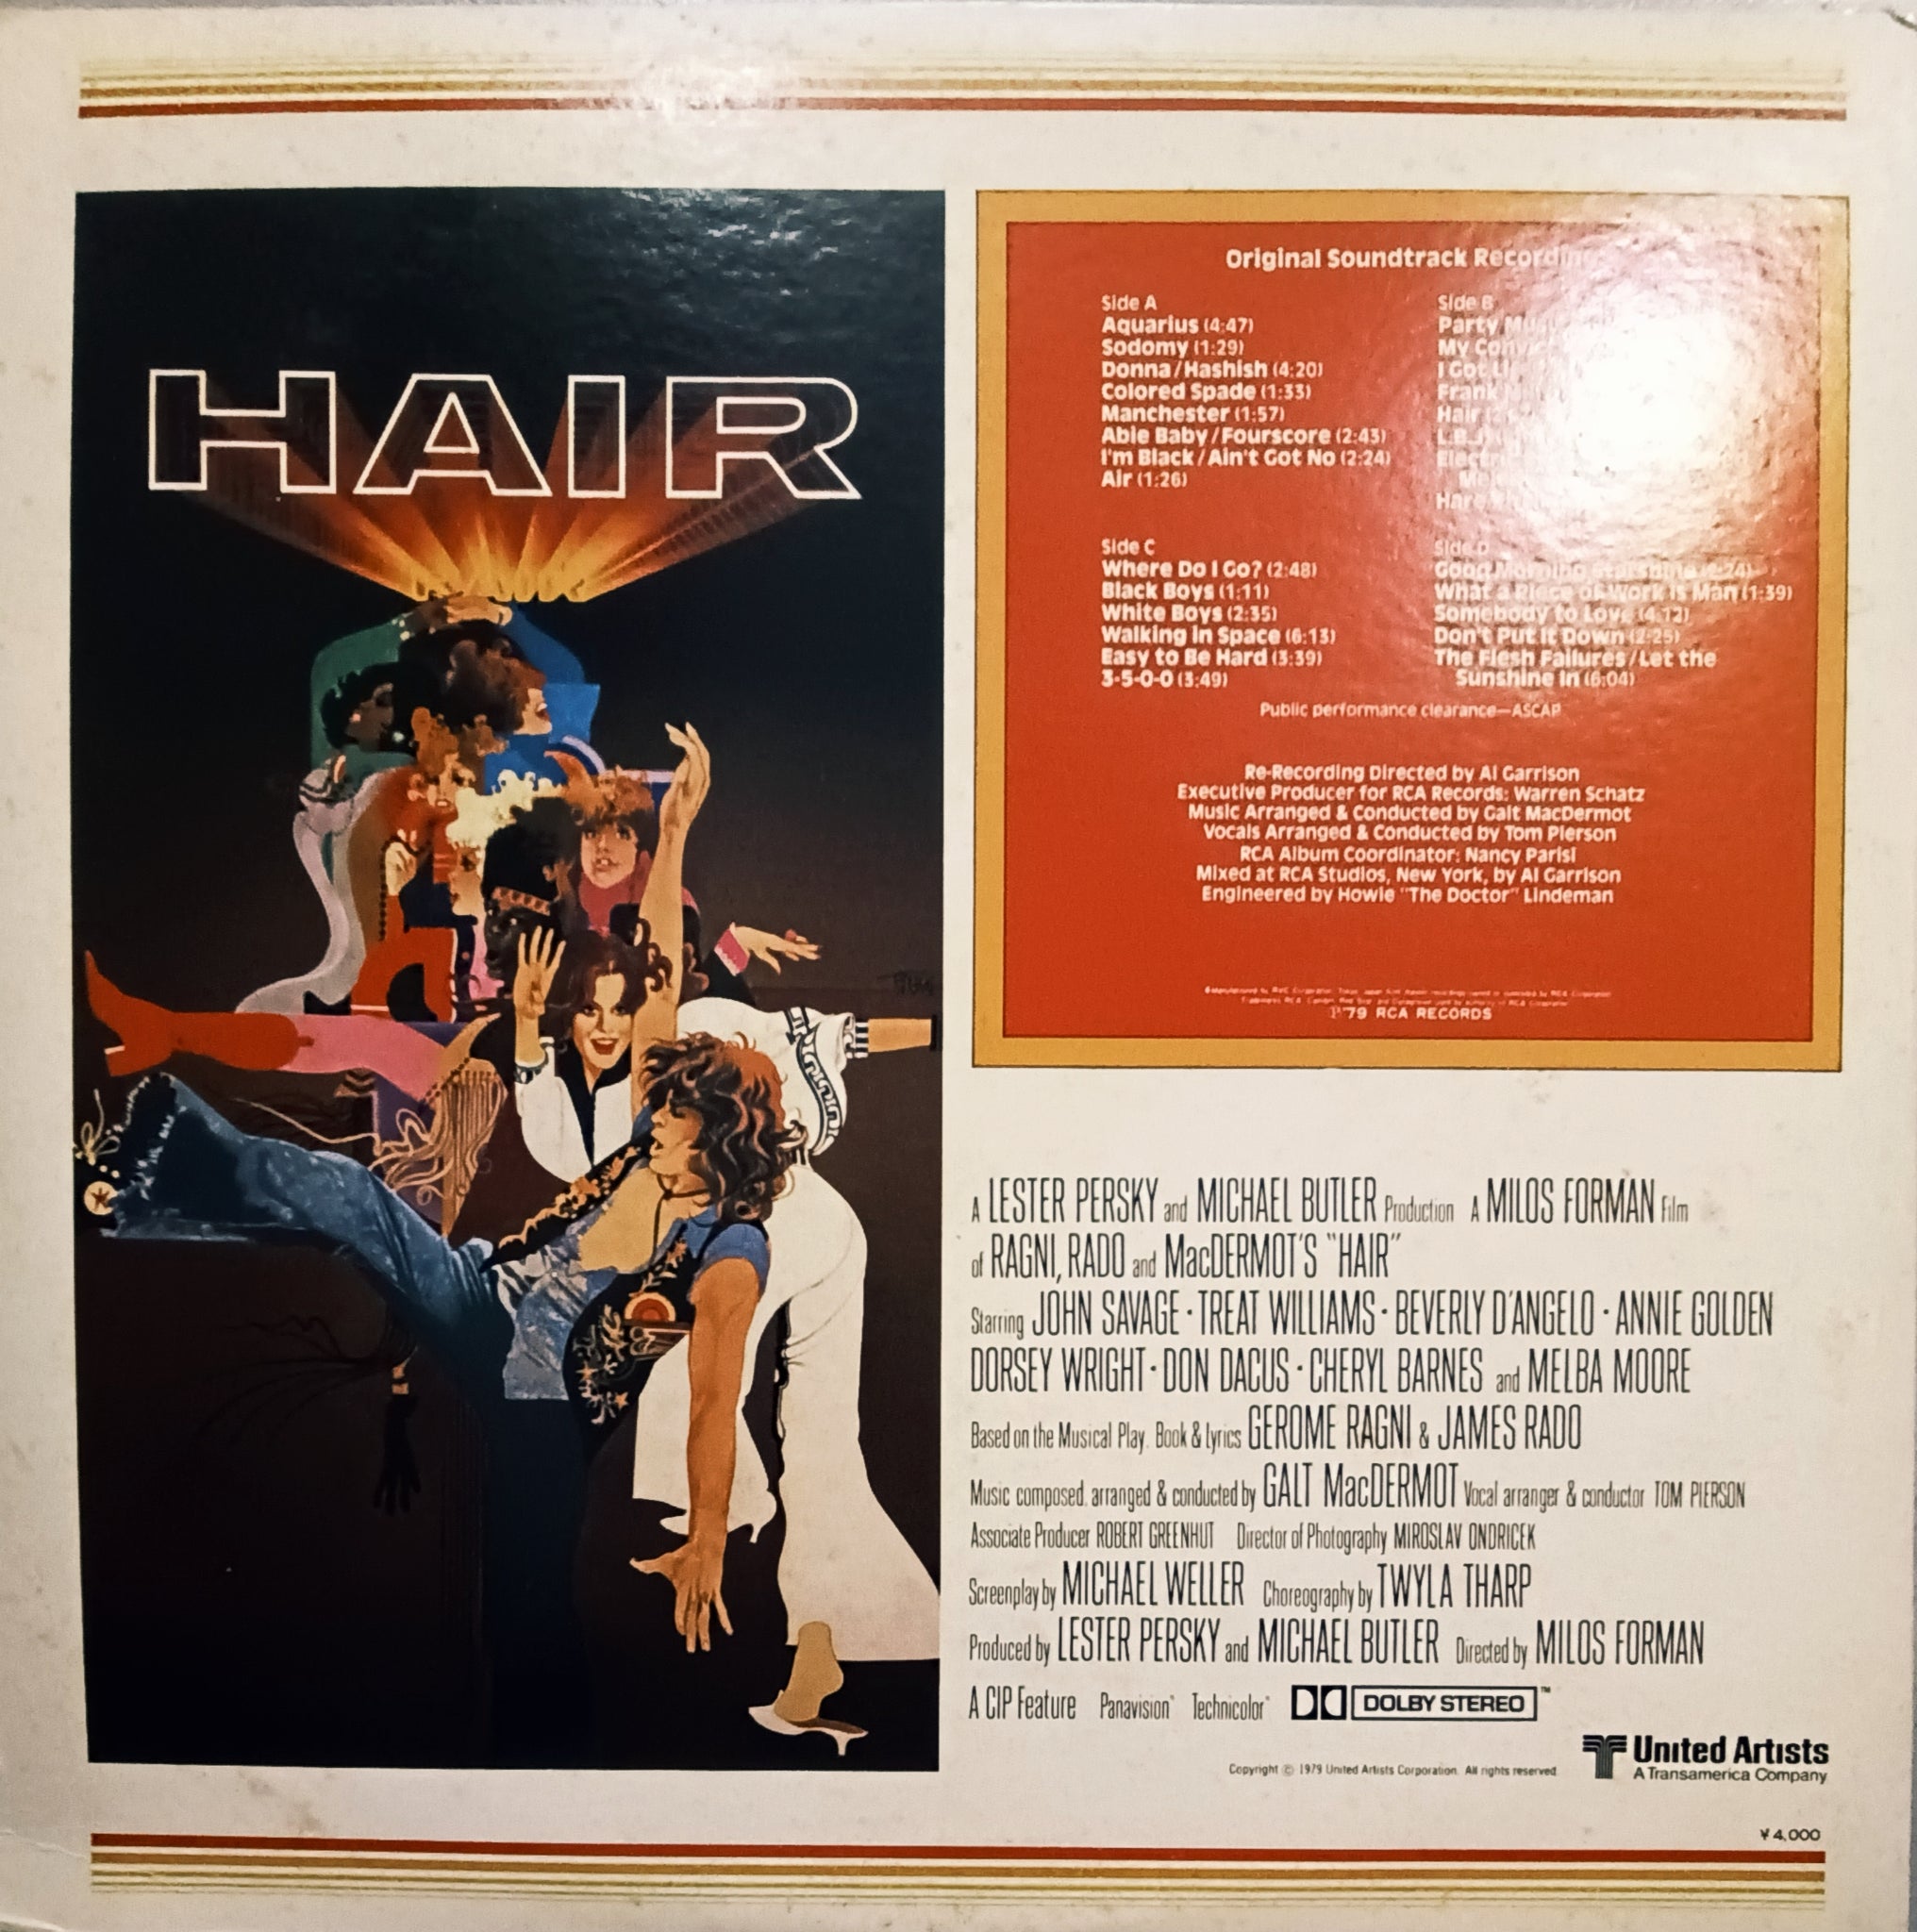 HAIR
Original Soundtrack
Side A
Aquarius (4:47)
Sodomy (1:29)
Donna/Hashish (4:20)
Colored Spade (1:33)
Manchester (1:57)
Abie Baby/Fourscore (2:43)
I'm Black/Ain't Got No (2:24)
Air (1:26)
Side B
Party
My
I Got
Frank
Hair
Side C
Where Do I Go? (2:48)
Black Boys (1:11)
White Boys (2:35)
Walking in Space (6:13)
Easy to Be Hard (3:39)
3-5-0-0 (3:49)
Side D
Good Morning Starshine (2:24)
What a Piece of Work Is Man (1:39)
Somebody to Love (4:12)
Don't Put It Down (2:25)
The Flesh Failures/Let the
Sunshine In (6:04)
Public performance clearance—ASCAP
Re-Recording Directed by Al Garrison
Executive Producer for RCA Records: Warren Schatz
Music Arranged & Conducted by Galt MacDermot
Vocals Arranged & Conducted by Tom Pierson
RCA Album Coordinator: Nancy Parisi
Mixed at RCA Studios, New York, by Al Garrison
Engineered by Howie "The Doctor" Lindeman
℗'79 RCA RECORDS
A LESTER PERSKY and MICHAEL BUTLER Production A MILOS FORMAN Film
of RAGNI, RADO and MacDERMOT'S "HAIR"
Starring JOHN SAVAGE · TREAT WILLIAMS · BEVERLY D'ANGELO · ANNIE GOLDEN
DORSEY WRIGHT · DON DACUS · CHERYL BARNES and MELBA MOORE
Based on the Musical Play. Book & Lyrics GEROME RAGNI & JAMES RADO
Music composed, arranged & conducted by GALT MacDERMOT Vocal arranger & conductor TOM PIERSON
Associate Producer ROBERT GREENHUT Director of Photography MIROSLAV ONDRICEK
Screenplay by MICHAEL WELLER Choreography by TWYLA THARP
Produced by LESTER PERSKY and MICHAEL BUTLER Directed by MILOS FORMAN
A CIP Feature Panavision® Technicolor® DOLBY STEREO ™
United Artists
A Transamerica Company
Copyright © 1979 United Artists Corporation. All rights reserved
¥4,000